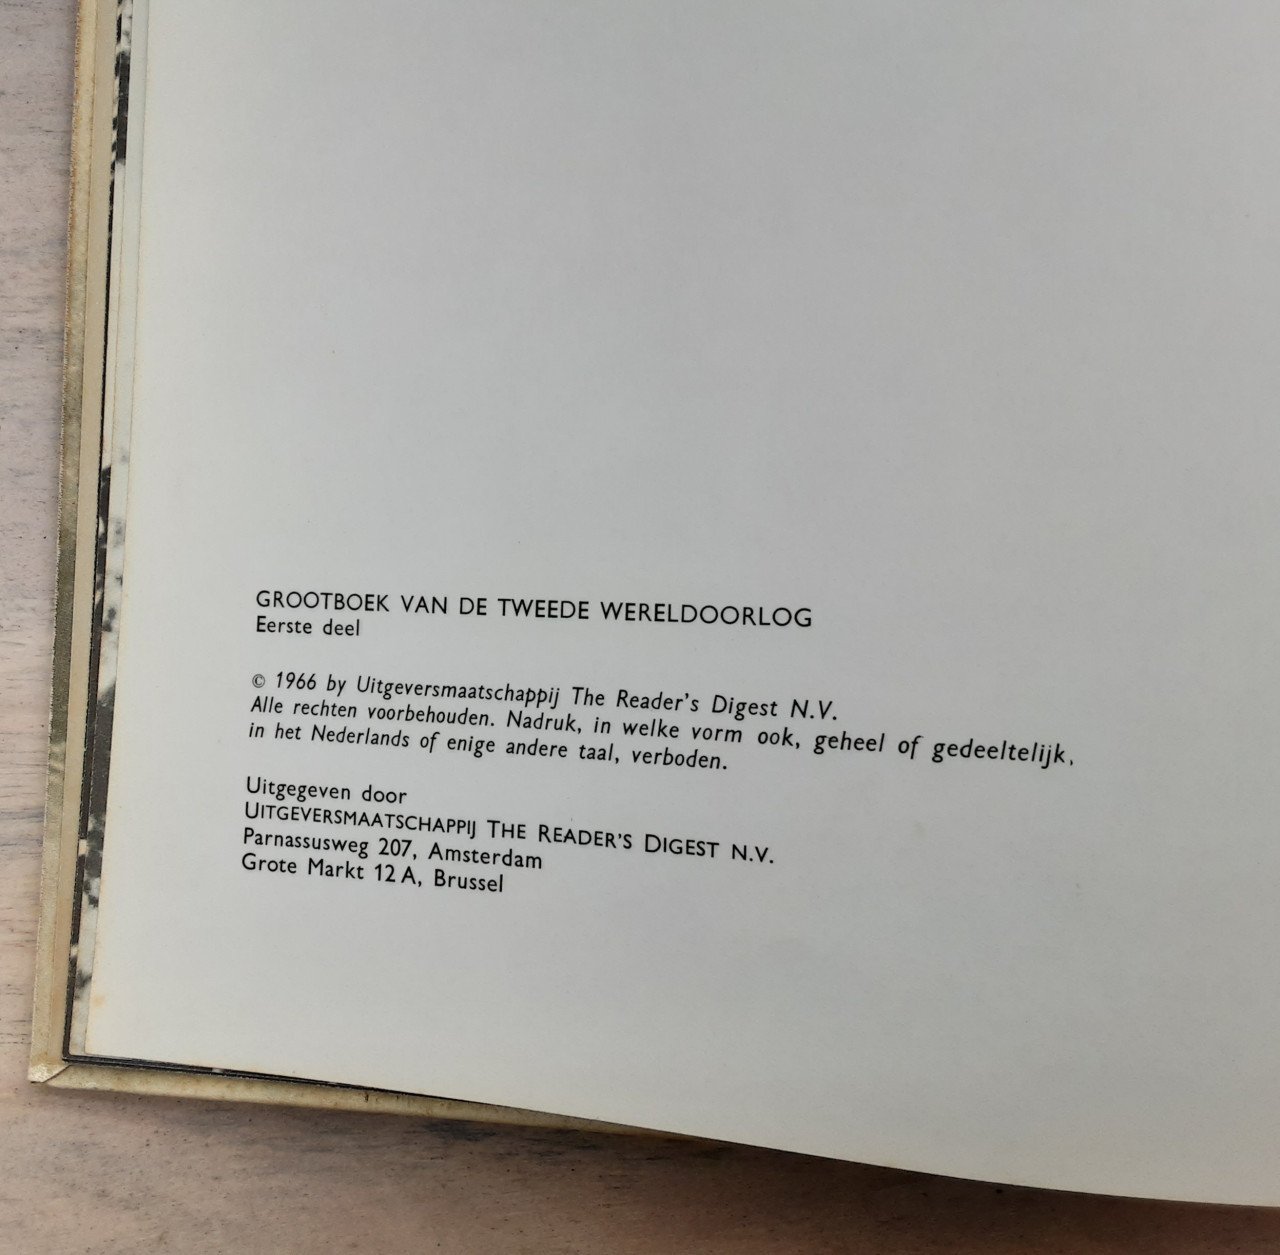 GROOTBOEK VAN DE TWEEDE WERELDOORLOG
Eerste deel
© 1966 by Uitgeversmaatschappij The Reader's Digest N.V.
Alle rechten voorbehouden. Nadruk, in welke vorm ook, geheel of gedeeltelijk,
in het Nederlands of enige andere taal, verboden.
Uitgegeven door
UITGEVERSMAATSCHAPPIJ THE READER'S DIGEST N.V.
Parnassusweg 207, Amsterdam
Grote Markt 12 A, Brussel